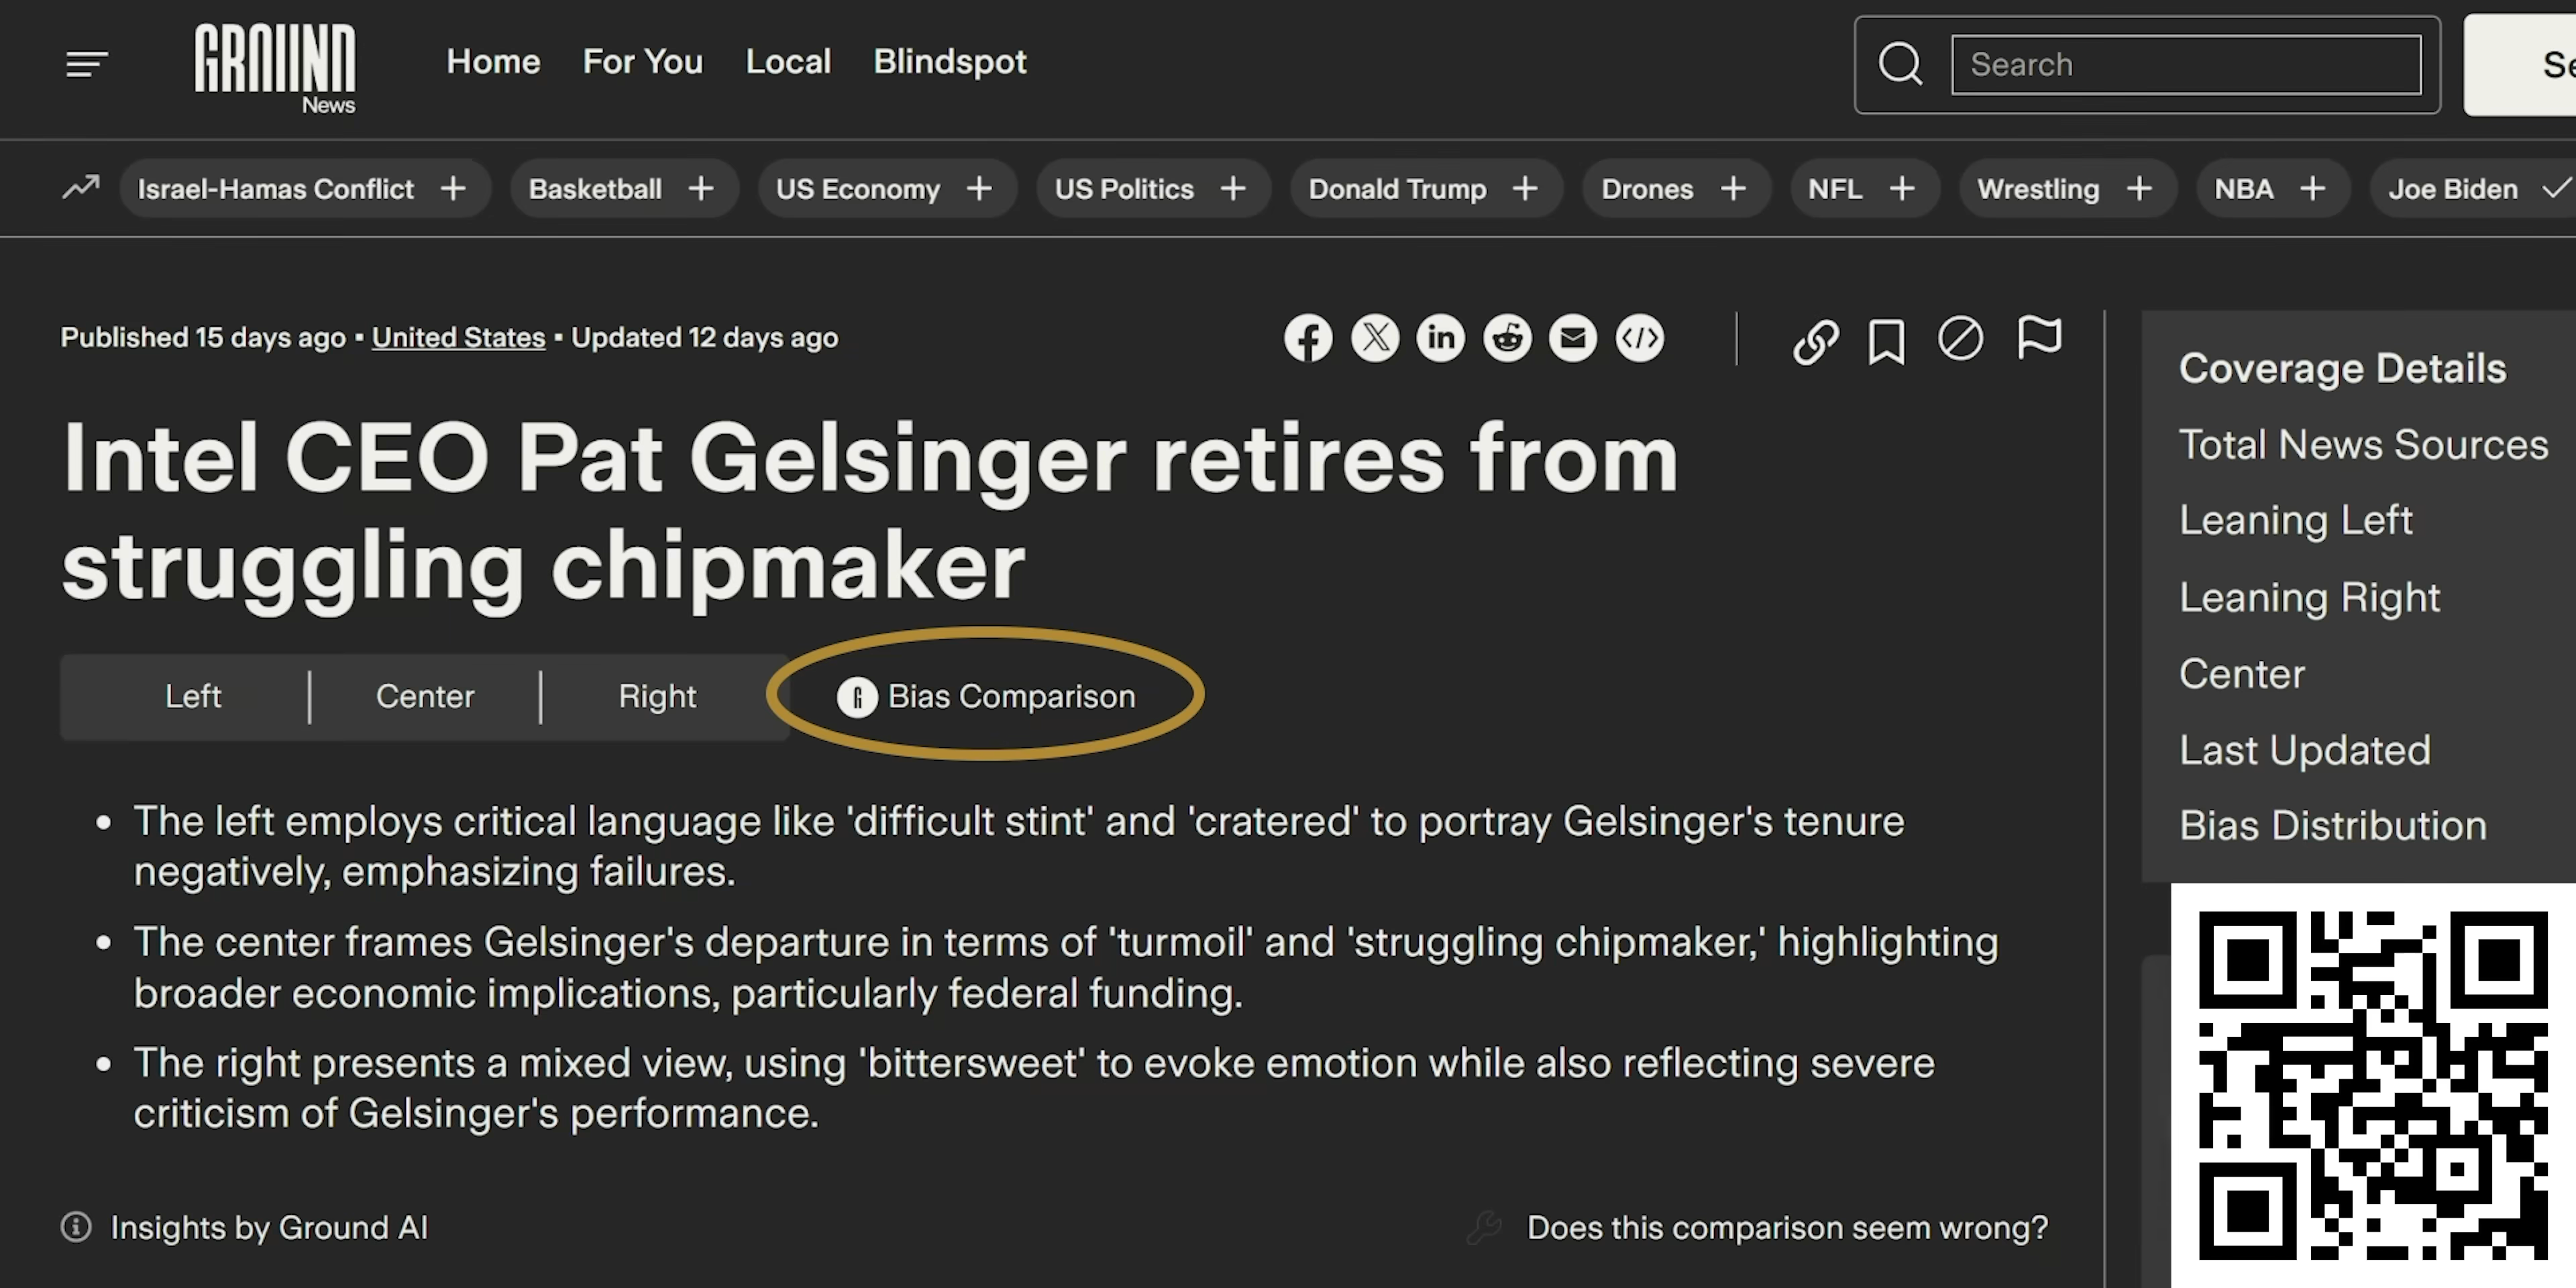 GROUND
News
Home
For You
Local
Blindspot
Search
Israel-Hamas Conflict +
Basketball +
US Economy +
US Politics +
Donald Trump +
Drones +
NFL +
Wrestling +
NBA +
Joe Biden
Published 15 days ago • United States • Updated 12 days ago
Intel CEO Pat Gelsinger retires from
struggling chipmaker
Left
Center
Right
Bias Comparison
• The left employs critical language like 'difficult stint' and 'cratered' to portray Gelsinger's tenure
negatively, emphasizing failures.
• The center frames Gelsinger's departure in terms of 'turmoil' and 'struggling chipmaker,' highlighting
broader economic implications, particularly federal funding.
• The right presents a mixed view, using 'bittersweet' to evoke emotion while also reflecting severe
criticism of Gelsinger's performance.
Insights by Ground AI
Does this comparison seem wrong?
Coverage Details
Total News Sources
Leaning Left
Leaning Right
Center
Last Updated
Bias Distribution